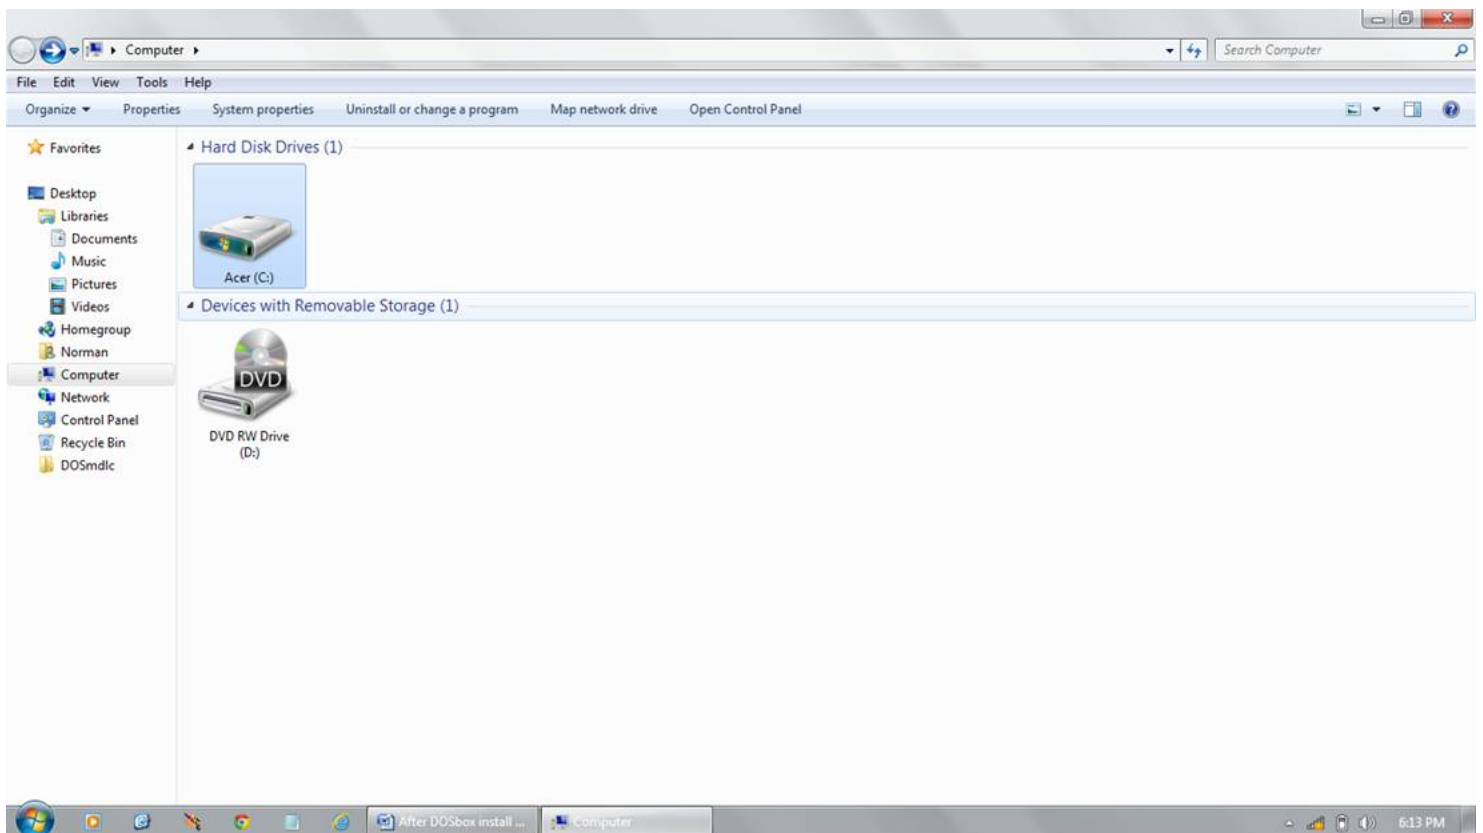 Computer
Search Computer
File Edit View Tools Help
Organize Properties System properties Uninstall or change a program Map network drive Open Control Panel
Favorites
Desktop
Libraries
Documents
Music
Pictures
Videos
Homegroup
Norman
Computer
Network
Control Panel
Recycle Bin
DOSmdlc
Hard Disk Drives (1)
Acer (C:)
Devices with Removable Storage (1)
DVD
DVD RW Drive
(D:)
After DOSbox install ... Computer 6:13 PM